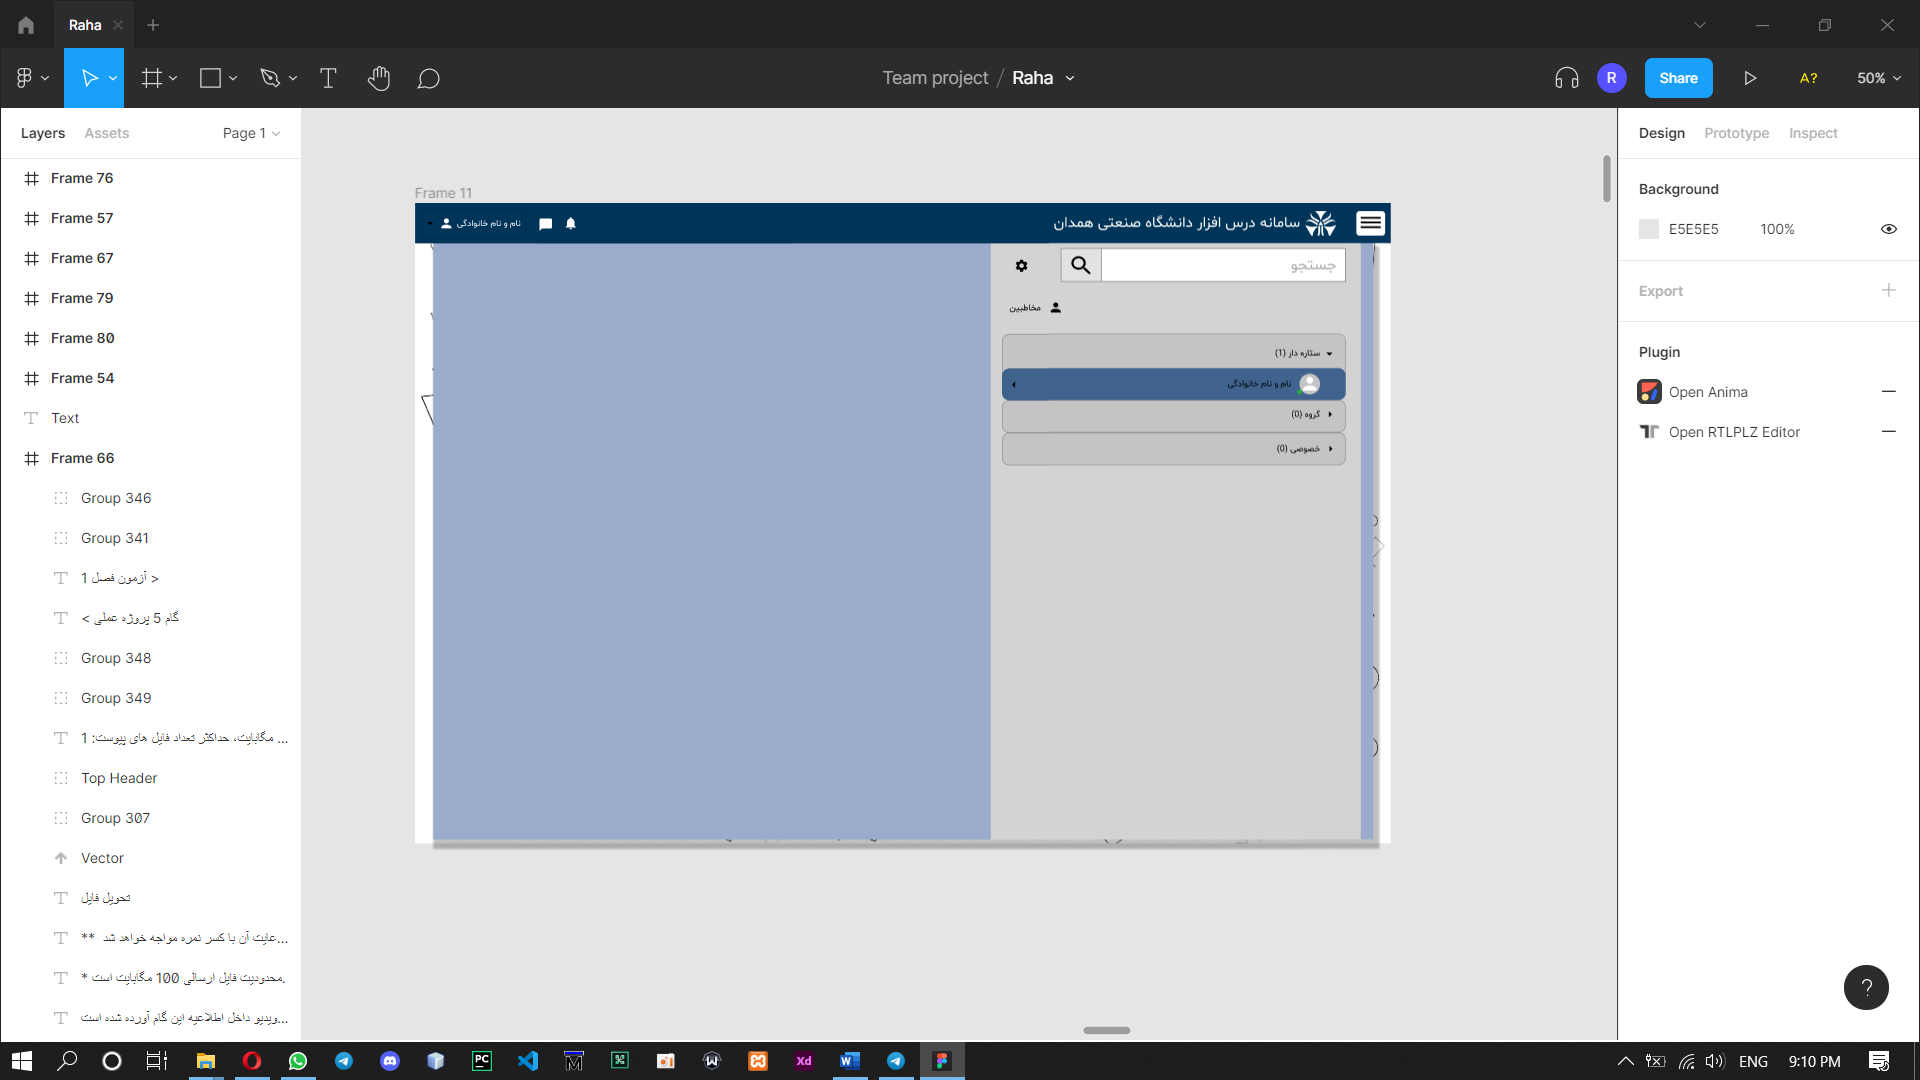 Raha
Team project / Raha
R
Share
A?
50%
Layers
Assets
Page 1
Frame 76
Frame 57
Frame 67
Frame 79
Frame 80
Frame 54
Text
Frame 66
Group 346
Group 341
آزمون فصل 1 >
گام 5 پروژه عملی >
Group 348
Group 349
مگابایت، حداکثر تعداد فایل های پیوست: 1 ...
Top Header
Group 307
Vector
تحویل فایل
** عایت آن با کسر نمره مواجه خواهد شد...
* محدودیت فایل ارسالی 100 مگابایت است.
ویدیو داخل اطلاعیه این گام آورده شده است...
Frame 11
سامانه درس افزار دانشگاه صنعتی همدان
نام و نام خانوادگی
جستجو
مخاطبین
ستاره دار (1)
نام و نام خانوادگی
گروه (0)
خصوصی (0)
Design
Prototype
Inspect
Background
E5E5E5
100%
Export
Plugin
Open Anima
Open RTLPLZ Editor
?
PC
Xd
W
ENG
9:10 PM